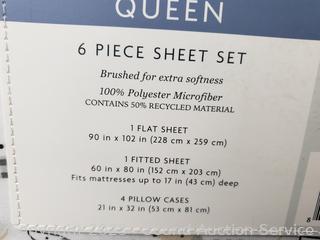 QUEEN
6 PIECE SHEET SET
Brushed for extra softness
100% Polyester Microfiber
CONTAINS 50% RECYCLED MATERIAL
1 FLAT SHEET
90 in x 102 in (228 cm x 259 cm)
1 FITTED SHEET
60 in x 80 in (152 cm x 203 cm)
Fits mattresses up to 17 in (43 cm) deep
4 PILLOW CASES
21 in x 32 in (53 cm x 81 cm)
8
Auction Service